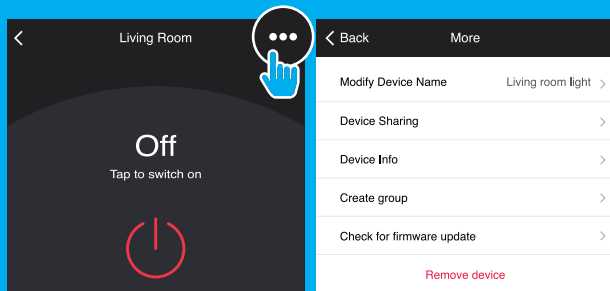 Living Room
Off
Tap to switch on
Back
More
Modify Device Name Living room light
Device Sharing
Device Info
Create group
Check for firmware update
Remove device